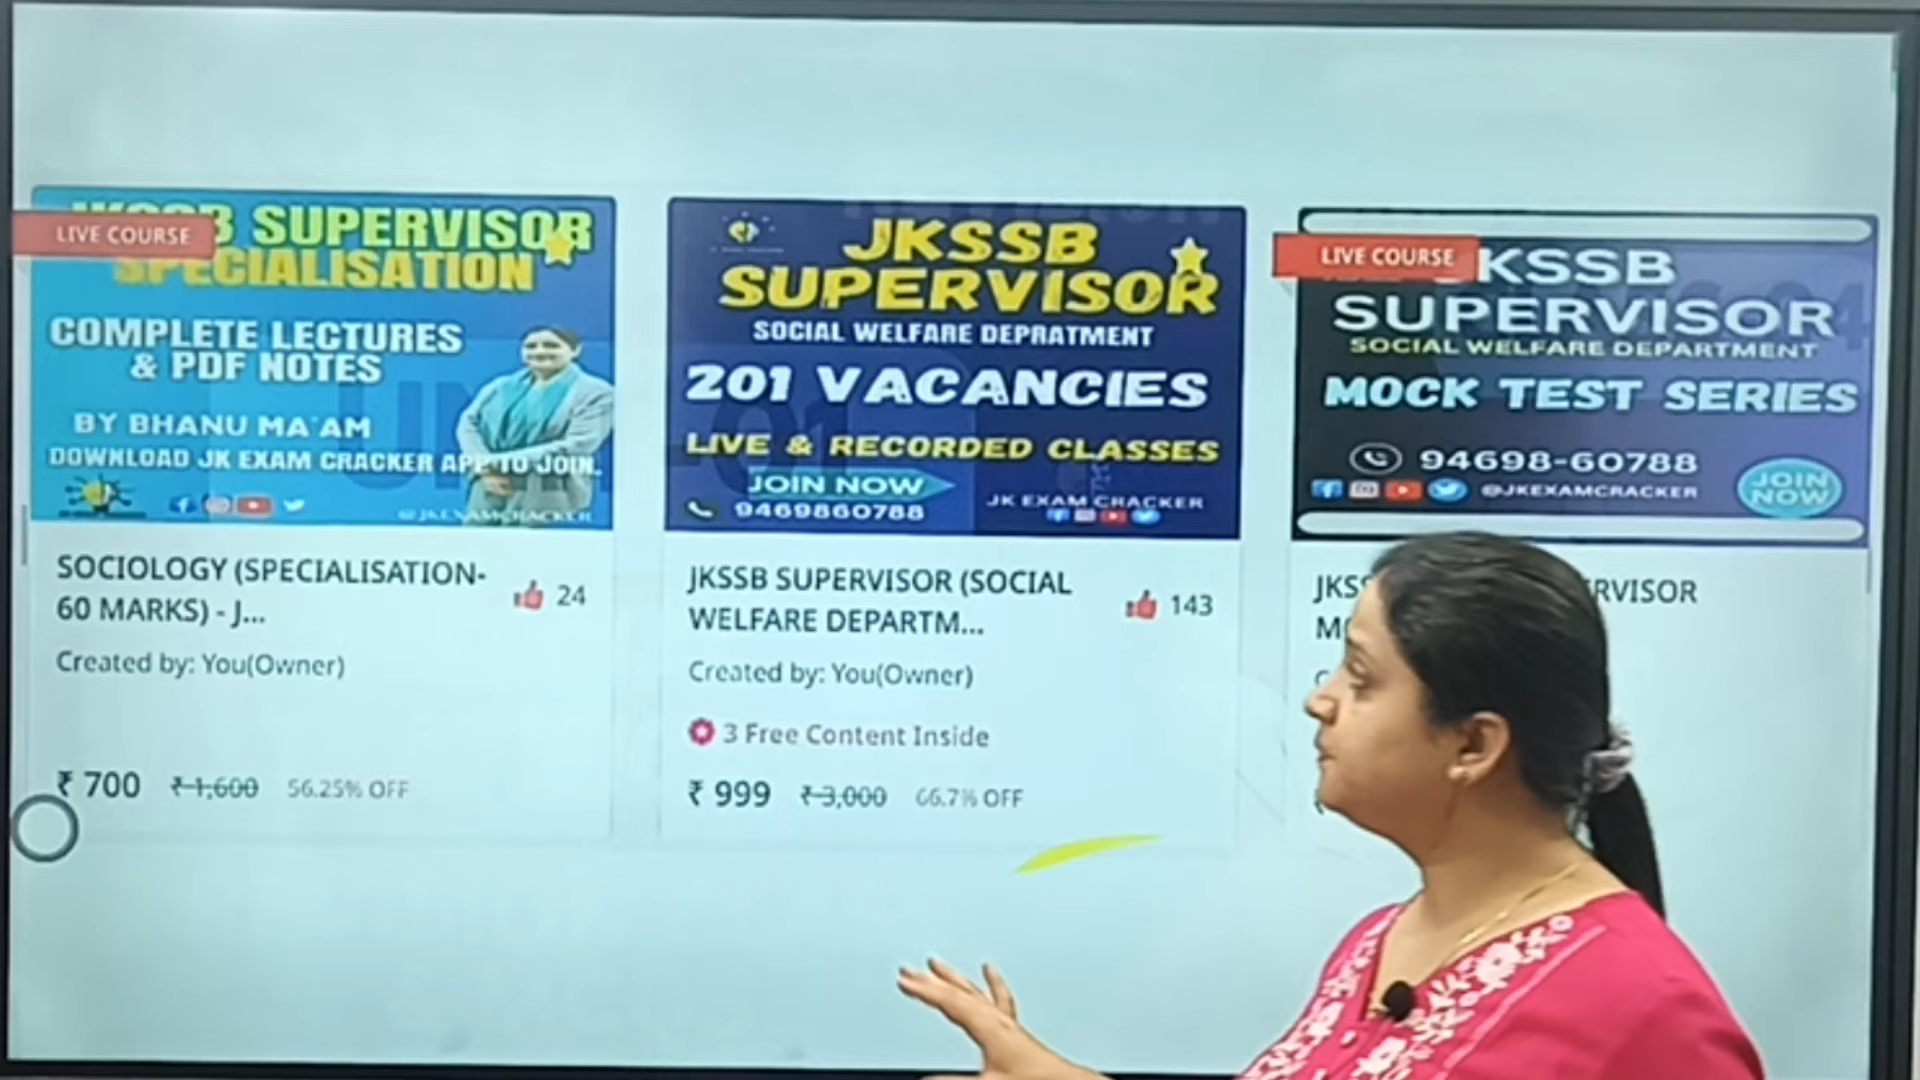 LIVE COURSE
SUPERVISOR
SPECIALISATION
COMPLETE LECTURES
& PDF NOTES
BY BHANU MA'AM
DOWNLOAD JK EXAM CRACKER APP TO JOIN.
@JKEXAMCRACKER
SOCIOLOGY (SPECIALISATION-
60 MARKS) - J...
24
Created by: You(Owner)
₹ 700 ₹ 1,600 56.25% OFF
JKSSB
SUPERVISOR
SOCIAL WELFARE DEPRATMENT
201 VACANCIES
LIVE & RECORDED CLASSES
JOIN NOW
9469860788
JK EXAM CRACKER
JKSSB SUPERVISOR (SOCIAL
WELFARE DEPARTM...
143
Created by: You(Owner)
3 Free Content Inside
₹ 999 ₹ 3,000 66.7% OFF
LIVE COURSE
KSSB
SUPERVISOR
SOCIAL WELFARE DEPARTMENT
MOCK TEST SERIES
94698-60788
@JKEXAMCRACKER
JOIN
NOW